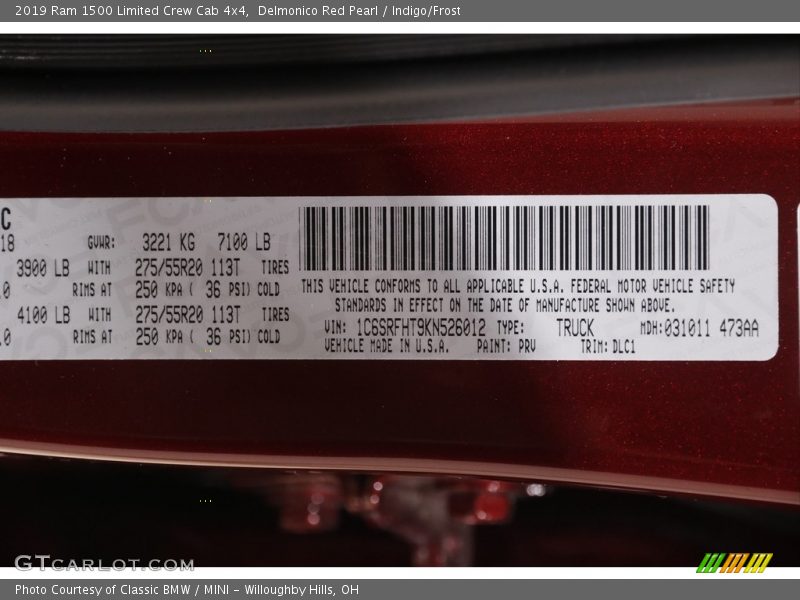 2019 Ram 1500 Limited Crew Cab 4x4, Delmonico Red Pearl / Indigo/Frost
C
18 GVWR: 3221 KG 7100 LB
3900 LB WITH 275/55R20 113T TIRES
.0 RIMS AT 250 KPA ( 36 PSI) COLD
4100 LB WITH 275/55R20 113T TIRES
.0 RIMS AT 250 KPA ( 36 PSI) COLD
THIS VEHICLE CONFORMS TO ALL APPLICABLE U.S.A. FEDERAL MOTOR VEHICLE SAFETY
STANDARDS IN EFFECT ON THE DATE OF MANUFACTURE SHOWN ABOVE.
VIN: 1C6SRFHT9KN526012 TYPE: TRUCK MDH:031011 473AA
VEHICLE MADE IN U.S.A. PAINT: PRV TRIM: DLC1
GTCARLOT.COM
Photo Courtesy of Classic BMW / MINI - Willoughby Hills, OH